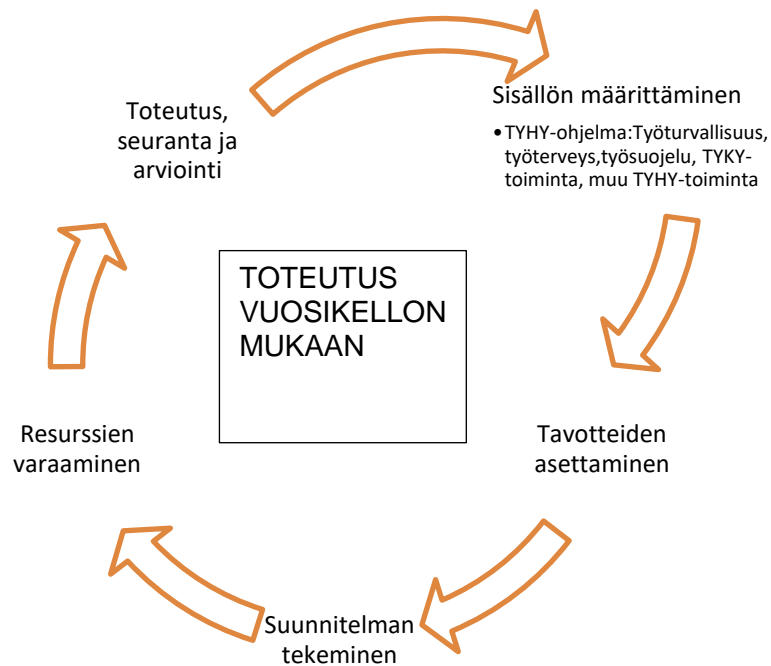 Toteutus,
seuranta ja
arviointi
Sisällön määrittäminen
•TYHY-ohjelma:Työturvallisuus,
työterveys,työsuojelu, TYKY-
toiminta, muu TYHY-toiminta
TOTEUTUS
VUOSIKELLON
MUKAAN
Resurssien
varaaminen
Tavotteiden
asettaminen
Suunnitelman
tekeminen